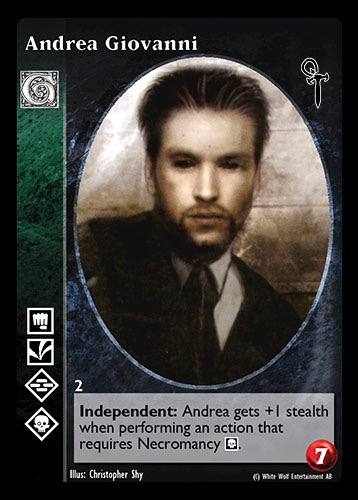 Andrea Giovanni
G
2
Independent: Andrea gets +1 stealth
when performing an action that
requires Necromancy .
7
Illus: Christopher Shy
(C) White Wolf Entertainment AB